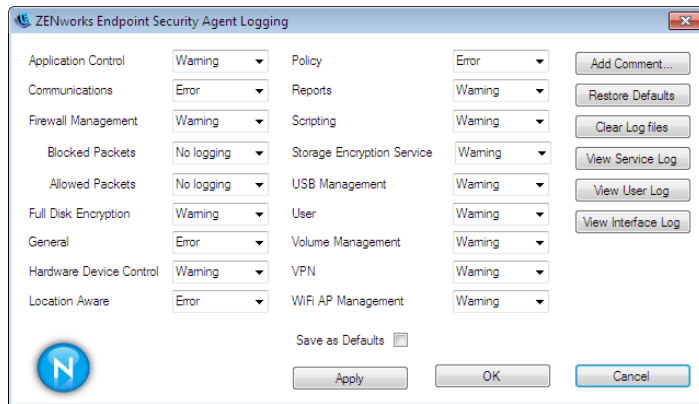 ZENworks Endpoint Security Agent Logging
Application Control Warning Policy Error Add Comment...
Communications Error Reports Warning Restore Defaults
Firewall Management Warning Scripting Warning Clear Log files
Blocked Packets No logging Storage Encryption Service Warning View Service Log
Allowed Packets No logging USB Management Warning View User Log
Full Disk Encryption Warning User Warning View Interface Log
General Error Volume Management Warning
Hardware Device Control Warning VPN Warning
Location Aware Error WiFi AP Management Warning
Save as Defaults
N
Apply OK Cancel